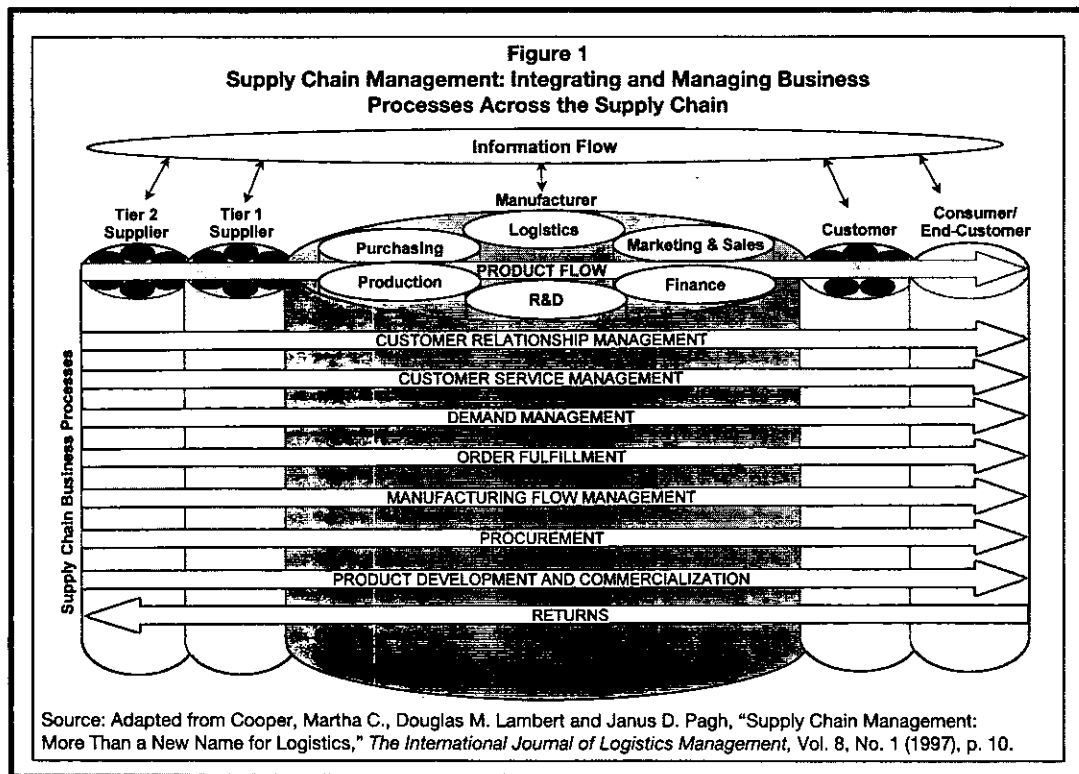 Figure 1
Supply Chain Management: Integrating and Managing Business
Processes Across the Supply Chain
Information Flow
Tier 2
Supplier
Tier 1
Supplier
Manufacturer
Logistics
Purchasing
Marketing & Sales
Customer
Consumer/
End-Customer
PRODUCT FLOW
Production
R&D
Finance
Supply Chain Business Processes
CUSTOMER RELATIONSHIP MANAGEMENT
CUSTOMER SERVICE MANAGEMENT
DEMAND MANAGEMENT
ORDER FULFILLMENT
MANUFACTURING FLOW MANAGEMENT
PROCUREMENT
PRODUCT DEVELOPMENT AND COMMERCIALIZATION
RETURNS
Source: Adapted from Cooper, Martha C., Douglas M. Lambert and Janus D. Pagh, “Supply Chain Management:
More Than a New Name for Logistics,” The International Journal of Logistics Management, Vol. 8, No. 1 (1997), p. 10.